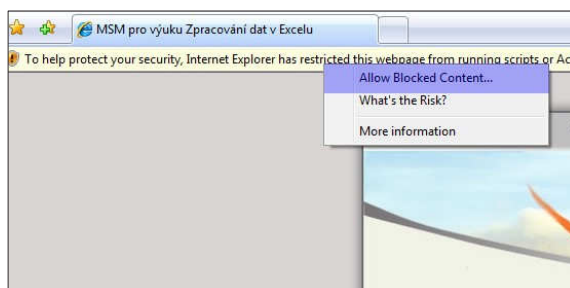 MSM pro výuku Zpracování dat v Excelu
To help protect your security, Internet Explorer has restricted this webpage from running scripts or Ac
Allow Blocked Content...
What's the Risk?
More information